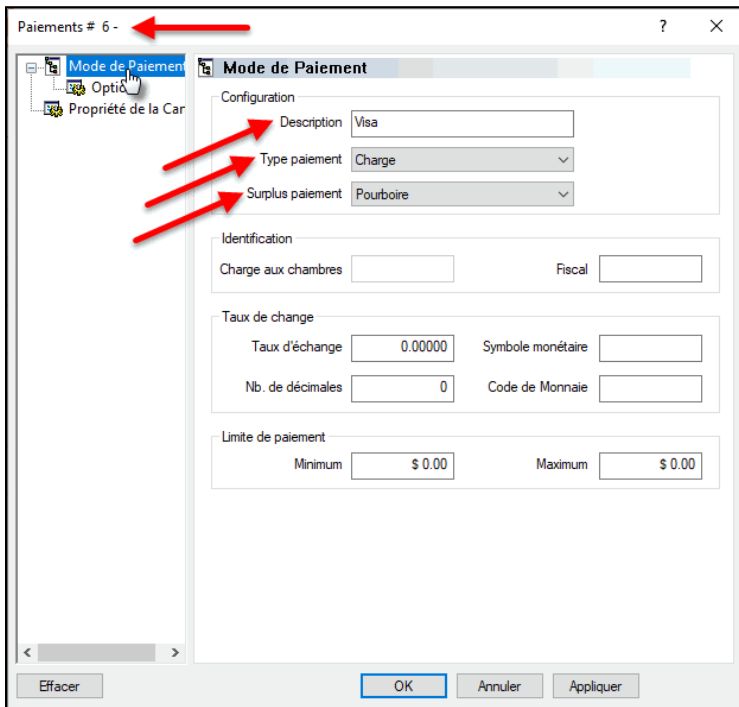 Paiements # 6 -
? ×
Mode de Paiement
Optio
Propriété de la Car
Mode de Paiement
Configuration
Description Visa
Type paiement Charge
Surplus paiement Pourboire
Identification
Charge aux chambres Fiscal
Taux de change
Taux d'échange 0.00000 Symbole monétaire
Nb. de décimales 0 Code de Monnaie
Limite de paiement
Minimum $ 0.00 Maximum $ 0.00
Effacer OK Annuler Appliquer